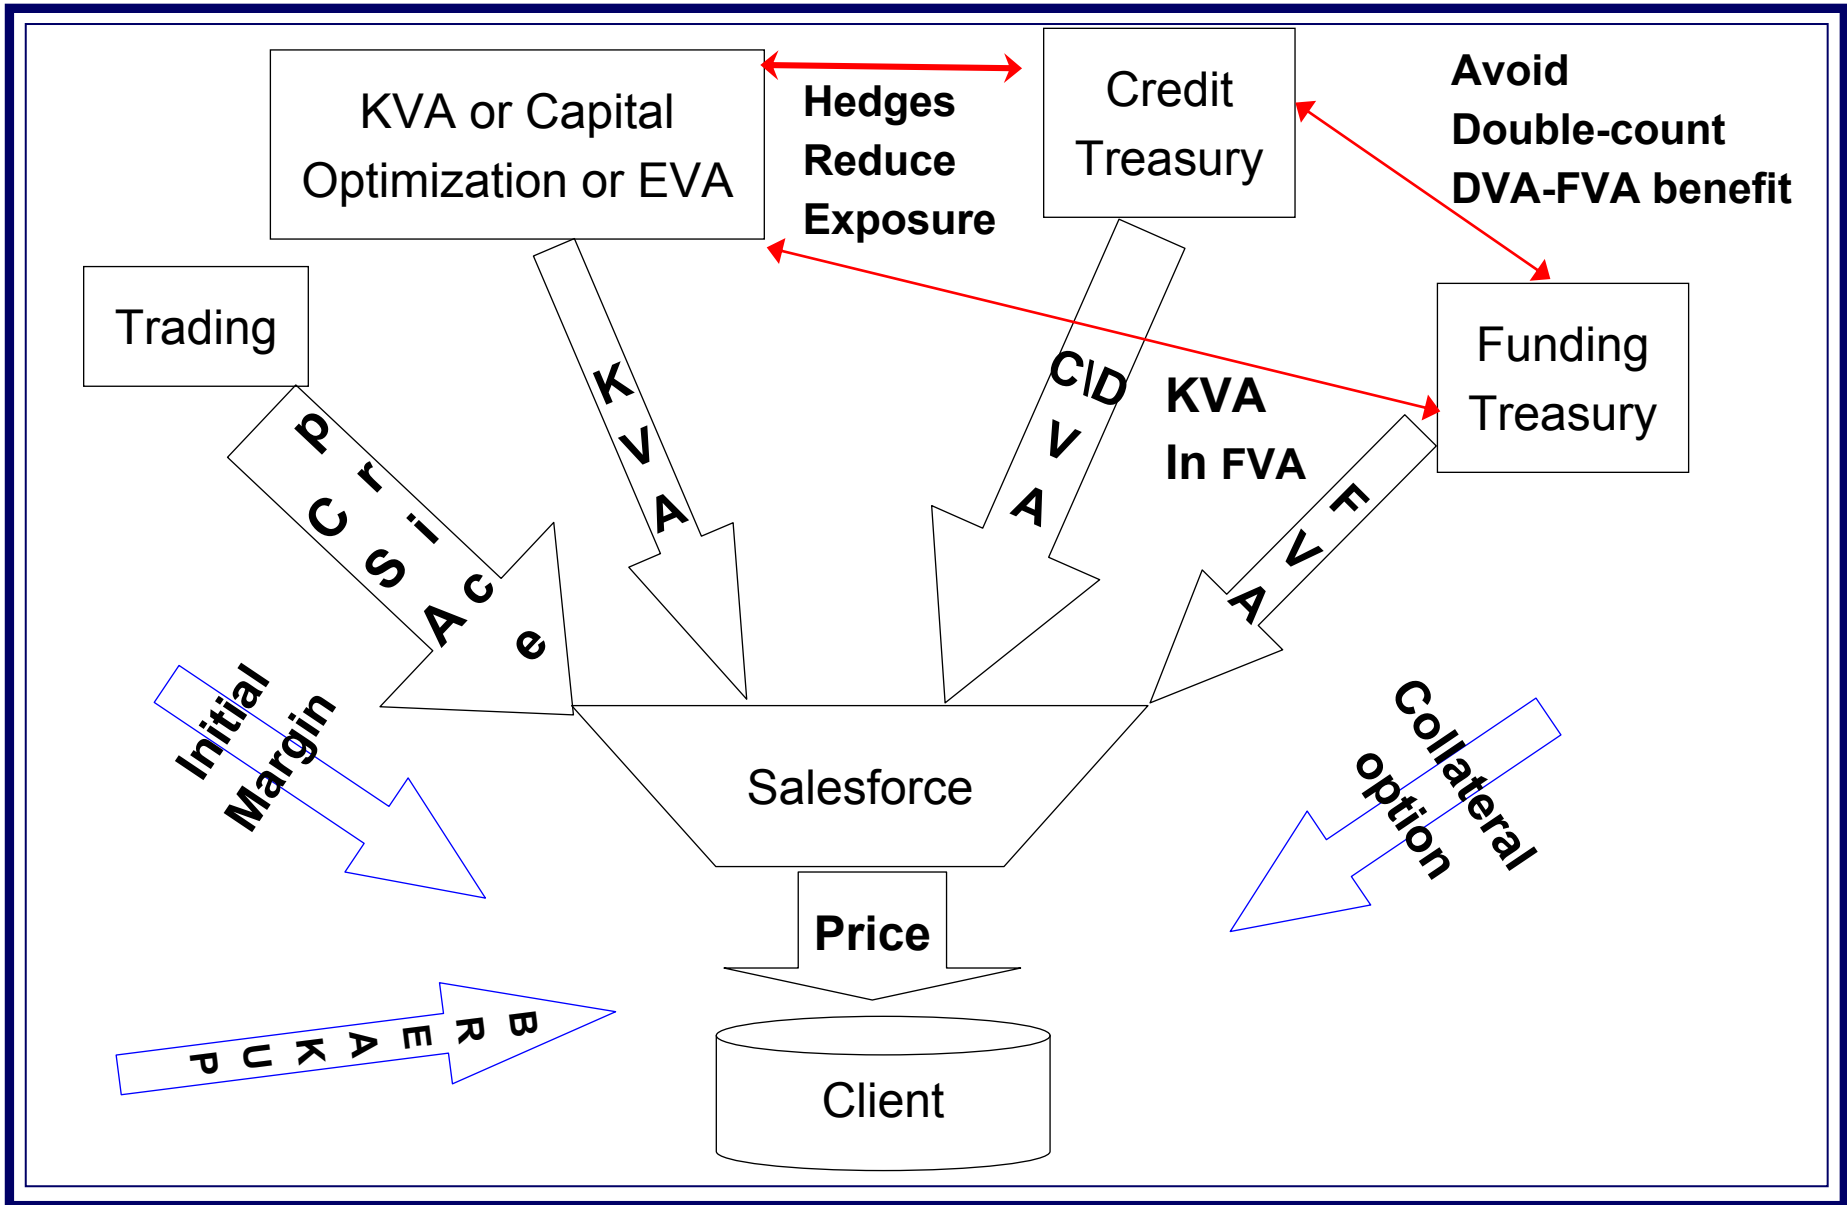 KVA or Capital
Optimization or EVA
Hedges
Reduce
Exposure
Credit
Treasury
Avoid
Double-count
DVA-FVA benefit
Trading
Funding
Treasury
price
CSA
KVA
C\DVA
KVA
In FVA
FVA
Initial
Margin
Collateral
option
Salesforce
Price
BREAKUP
Client